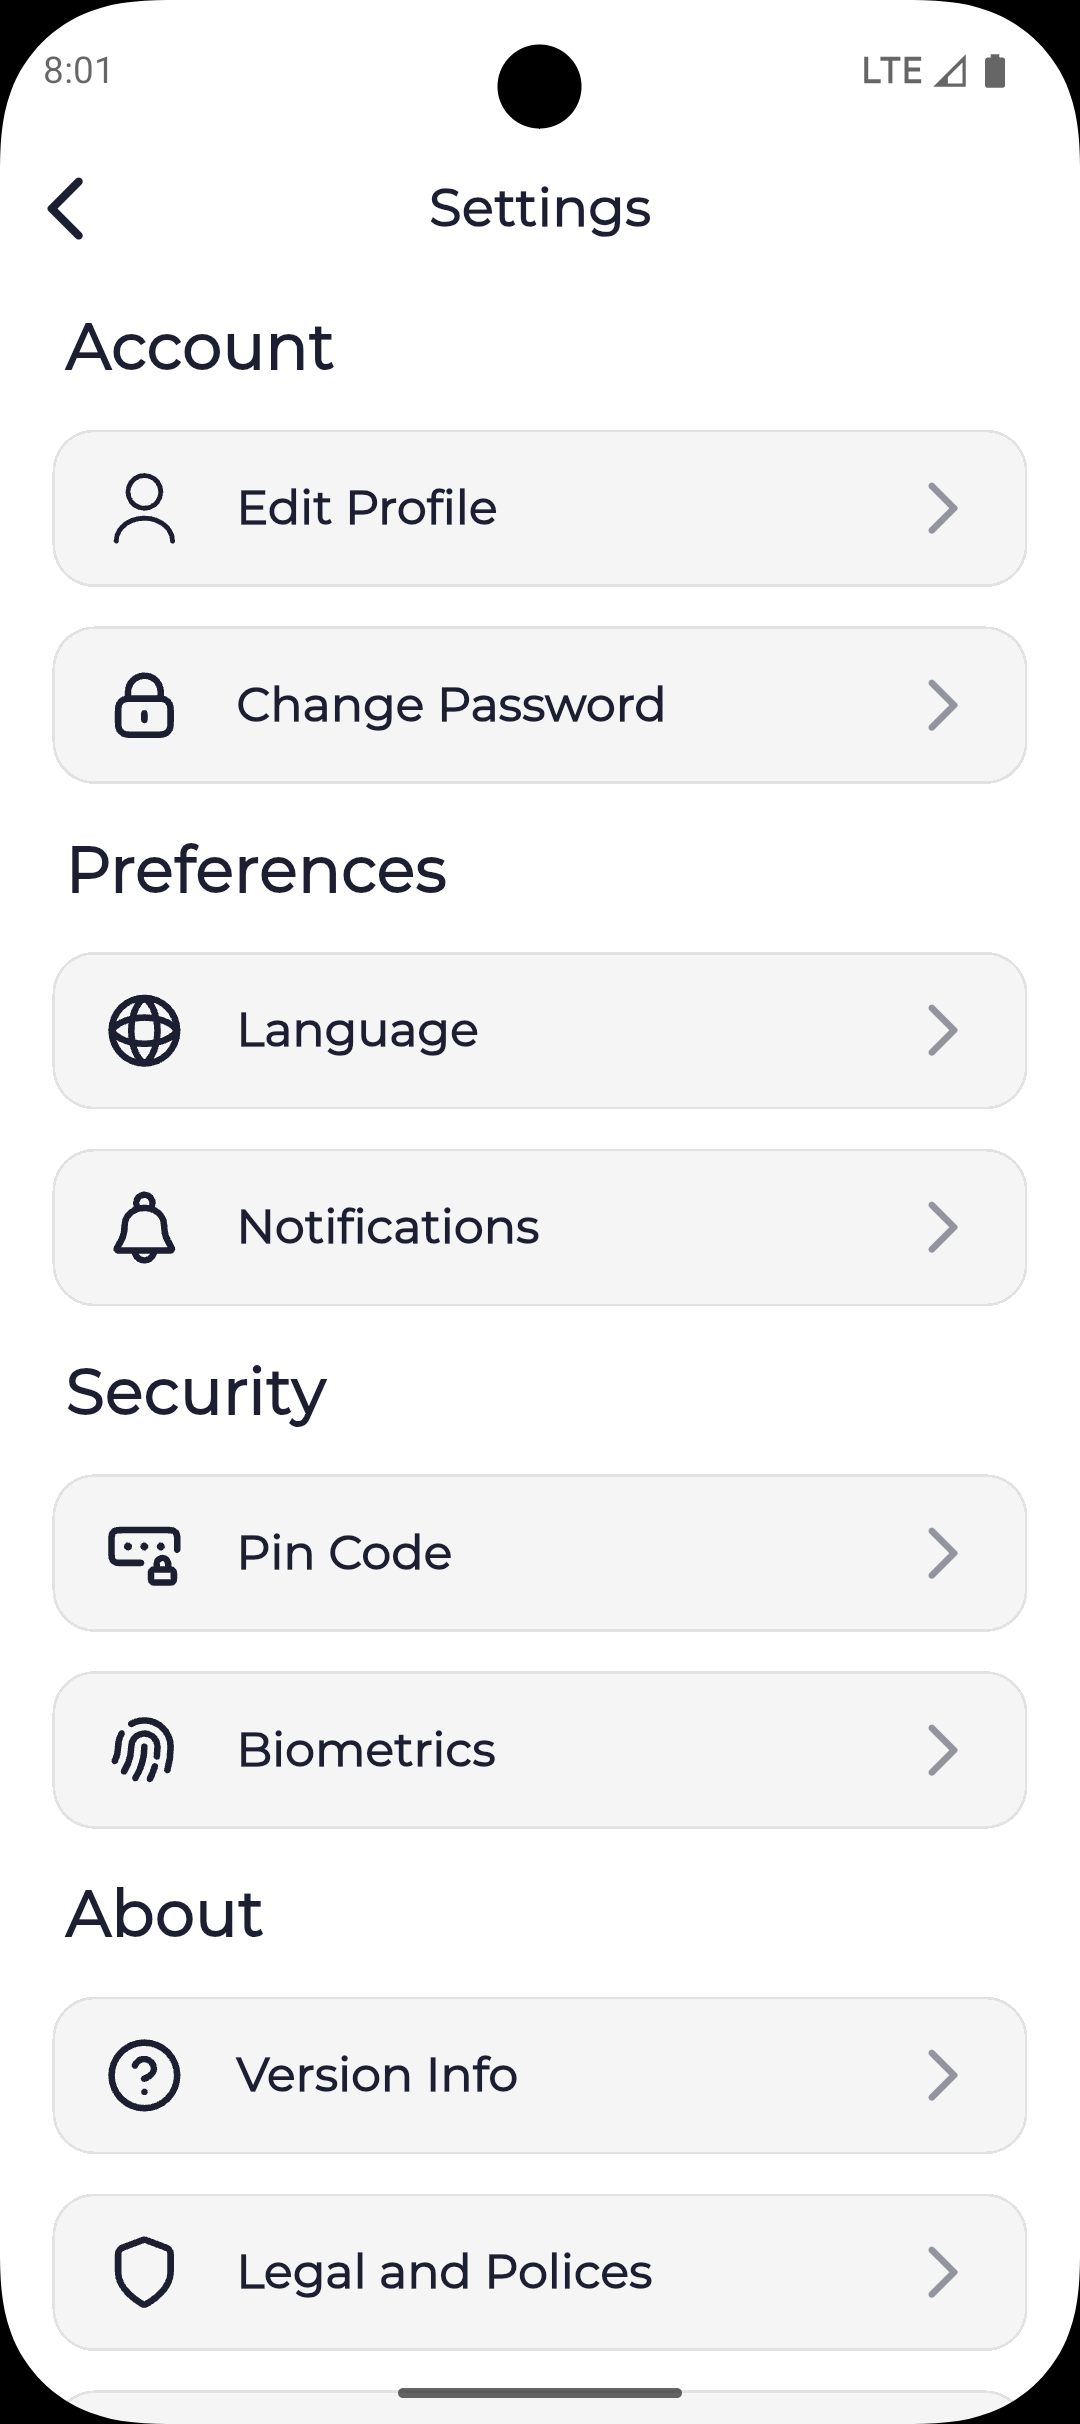 8:01
LTE
Settings
Account
Edit Profile
Change Password
Preferences
Language
Notifications
Security
Pin Code
Biometrics
About
Version Info
Legal and Polices